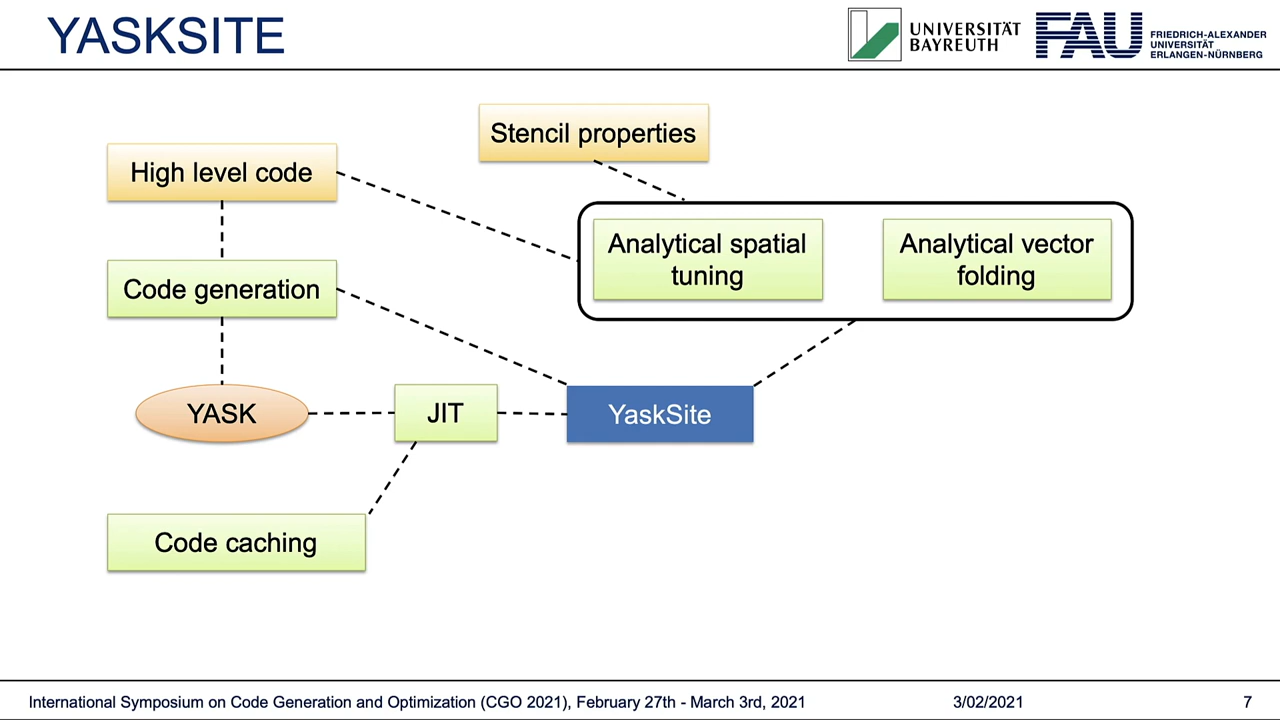 YASKSITE
UNIVERSITÄT
BAYREUTH
FAU
FRIEDRICH-ALEXANDER
UNIVERSITÄT
ERLANGEN-NÜRNBERG
Stencil properties
High level code
Analytical spatial
tuning
Analytical vector
folding
Code generation
YASK
JIT
YaskSite
Code caching
International Symposium on Code Generation and Optimization (CGO 2021), February 27th - March 3rd, 2021
3/02/2021
7